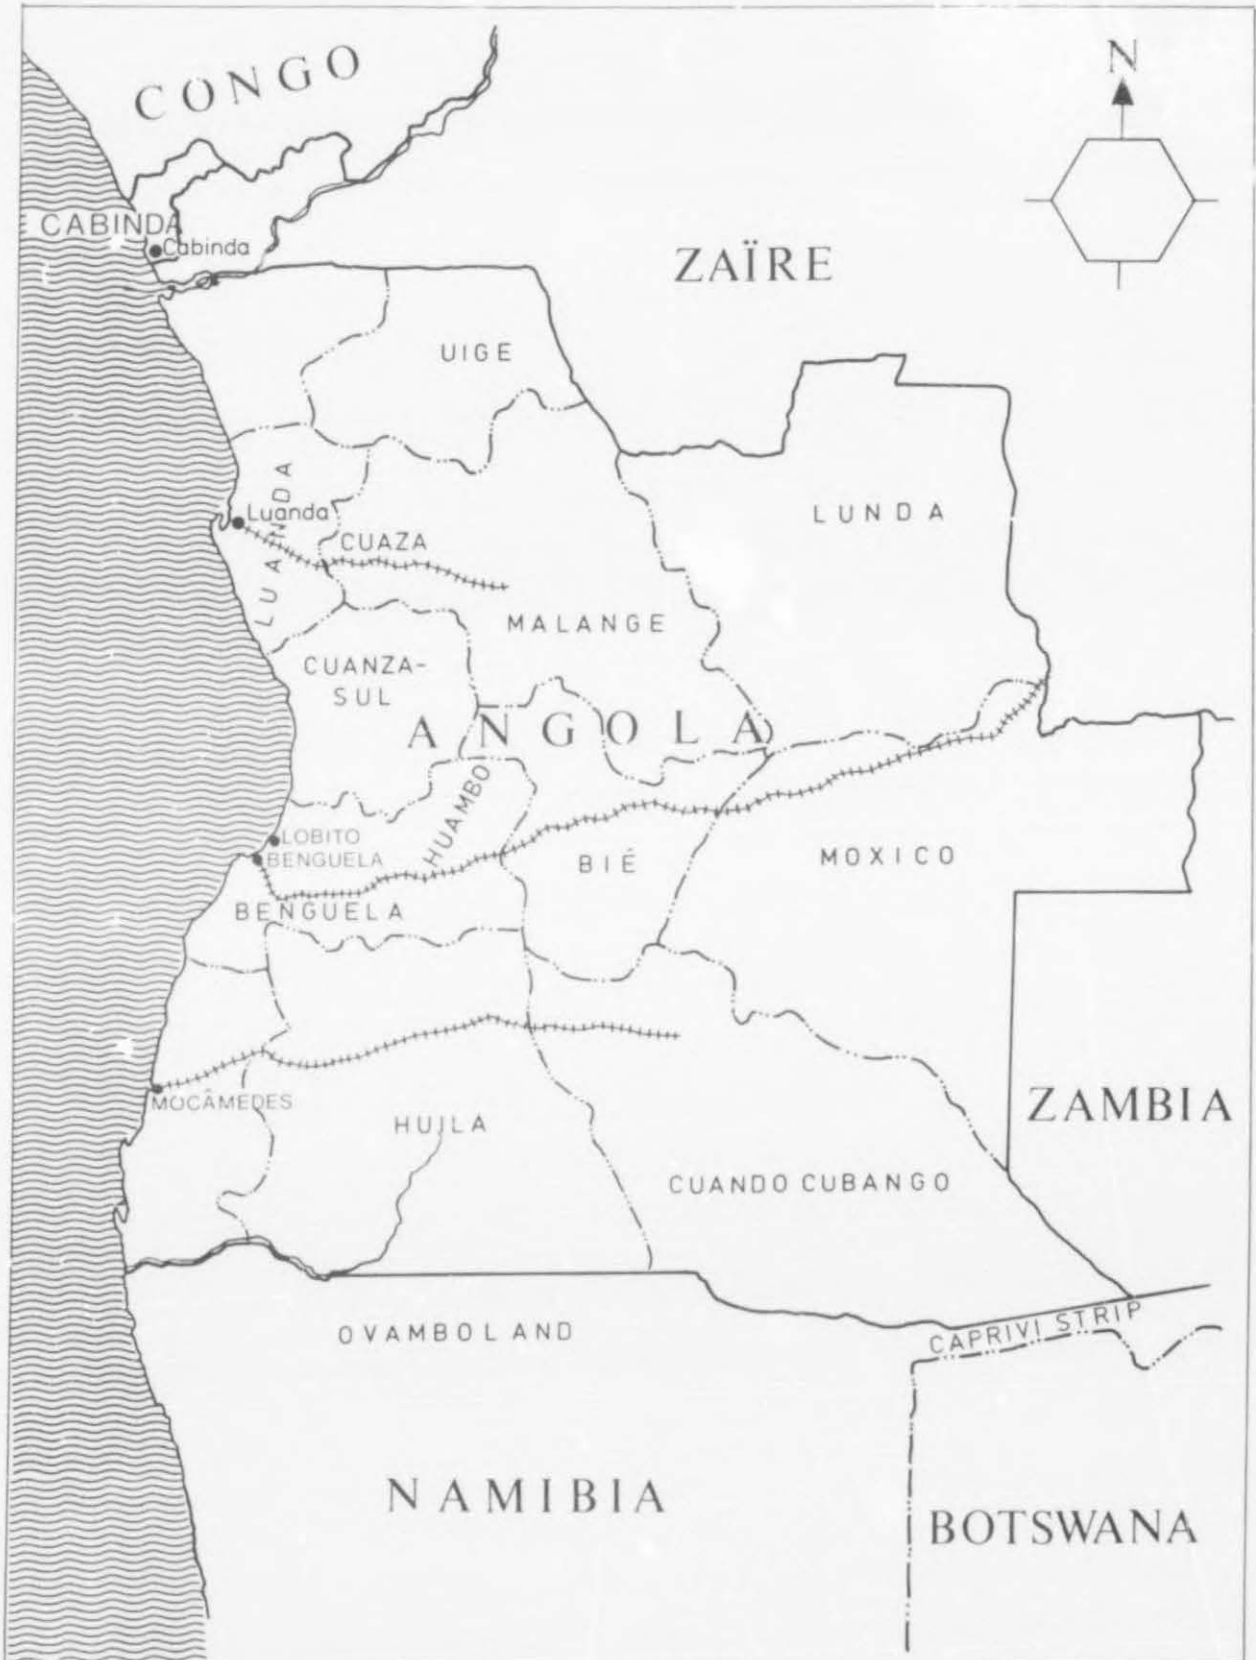 CONGO
N
E CABINDA
Cabinda
ZAÏRE
UIGE
LUANDA
Luanda
LUNDA
CUAZA
MALANGE
CUANZA-
SUL
ANGOLA
HUAMBO
LOBITO
BENGUELA
BIÉ
MOXICO
BENGUELA
MOCÂMEDES
ZAMBIA
HUILA
CUANDO CUBANGO
OVAMBOLAND
CAPRIVI STRIP
NAMIBIA
BOTSWANA